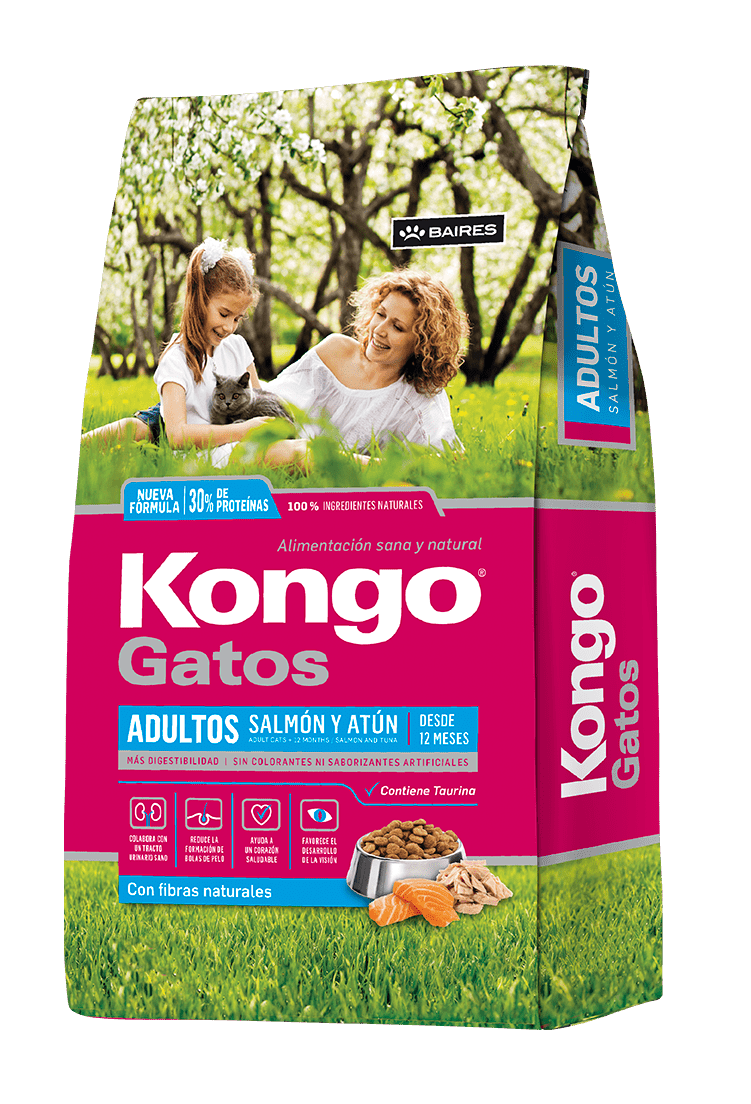 BAIRES
ADULTOS
SALMÓN Y ATÚN
NUEVA
FÓRMULA
30% DE
PROTEÍNAS
100% INGREDIENTES NATURALES
Alimentación sana y natural
Kongo®
Gatos
ADULTOS
SALMÓN Y ATÚN
ADULT CATS + 12 MONTHS | SALMON AND TUNA
DESDE
12 MESES
MÁS DIGESTIBILIDAD | SIN COLORANTES NI SABORIZANTES ARTIFICIALES
Contiene Taurina
COLABORA CON
UN TRACTO
URINARIO SANO
REDUCE LA
FORMACIÓN DE
BOLAS DE PELO
AYUDA A
UN CORAZÓN
SALUDABLE
FAVORECE EL
DESARROLLO
DE LA VISIÓN
Con fibras naturales
Kongo®
Gatos